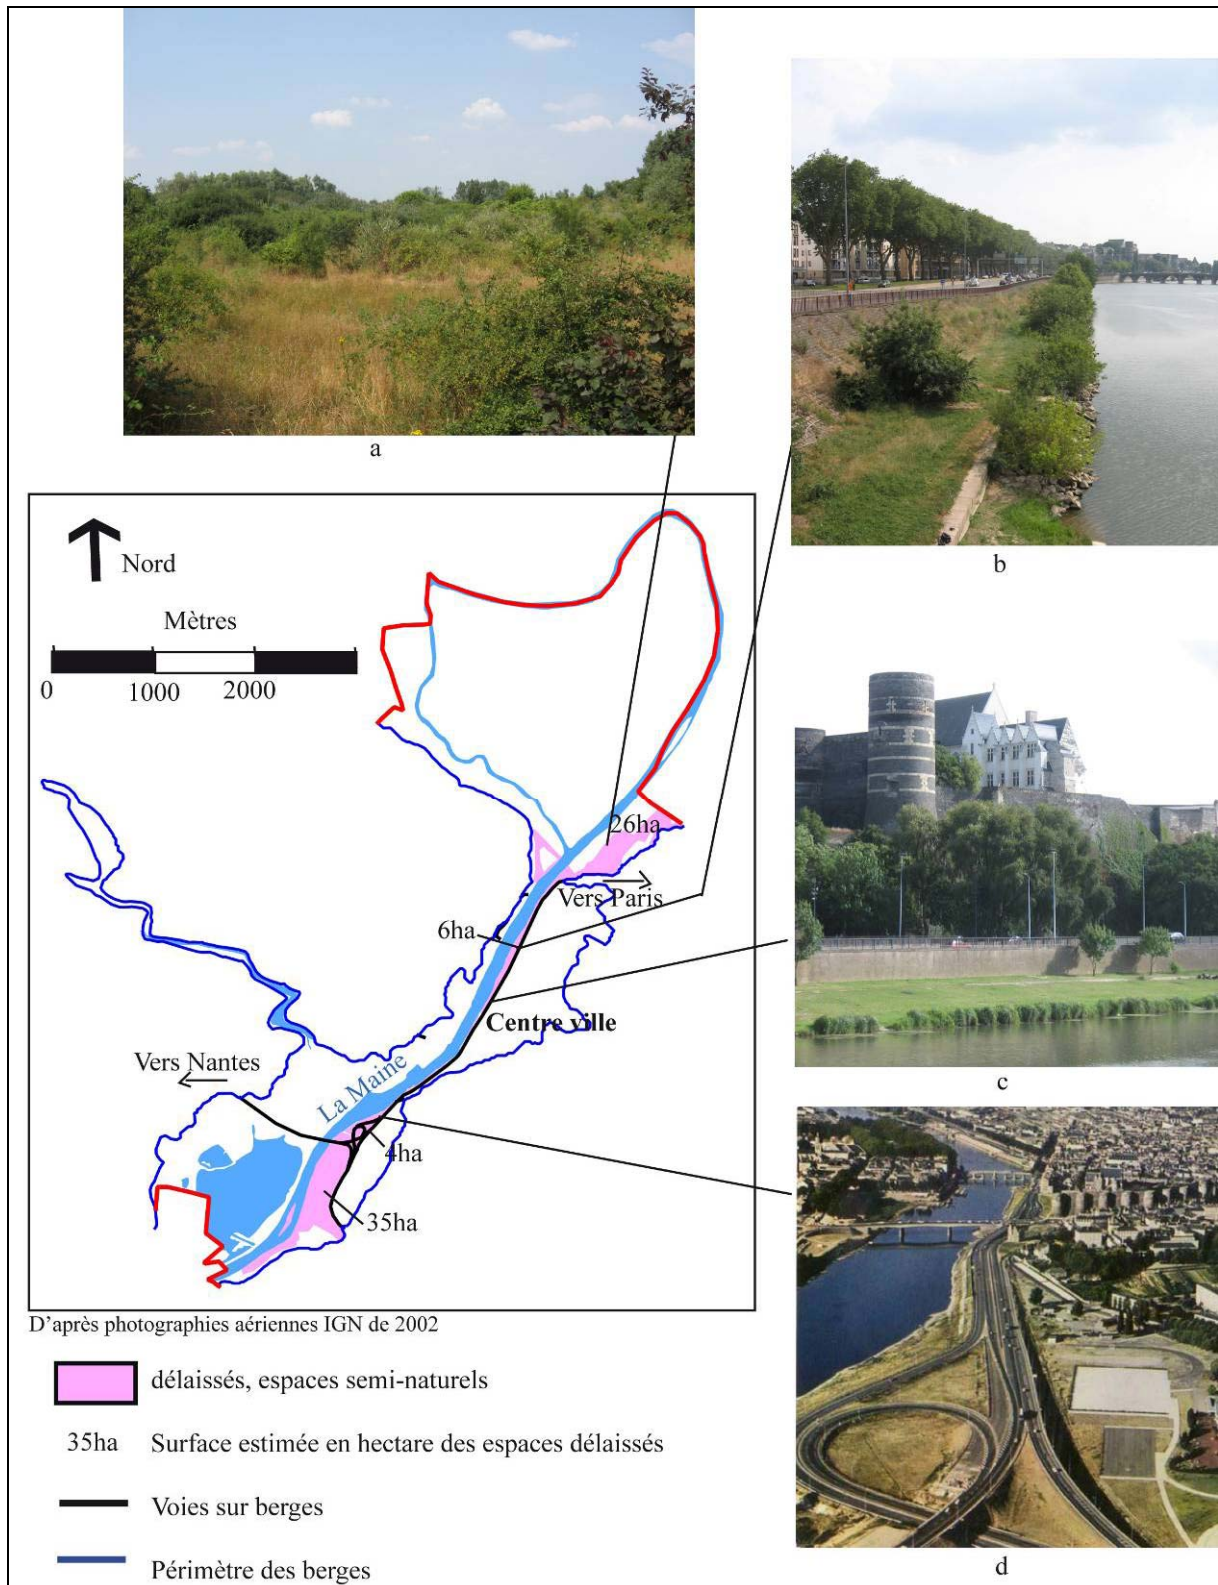 a
b
Nord
Mètres
0 1000 2000
26ha
Vers Paris
6ha
Centre ville
Vers Nantes
La Maine
4ha
35ha
c
D'après photographies aériennes IGN de 2002
délaissés, espaces semi-naturels
35ha Surface estimée en hectare des espaces délaissés
Voies sur berges
Périmètre des berges
d